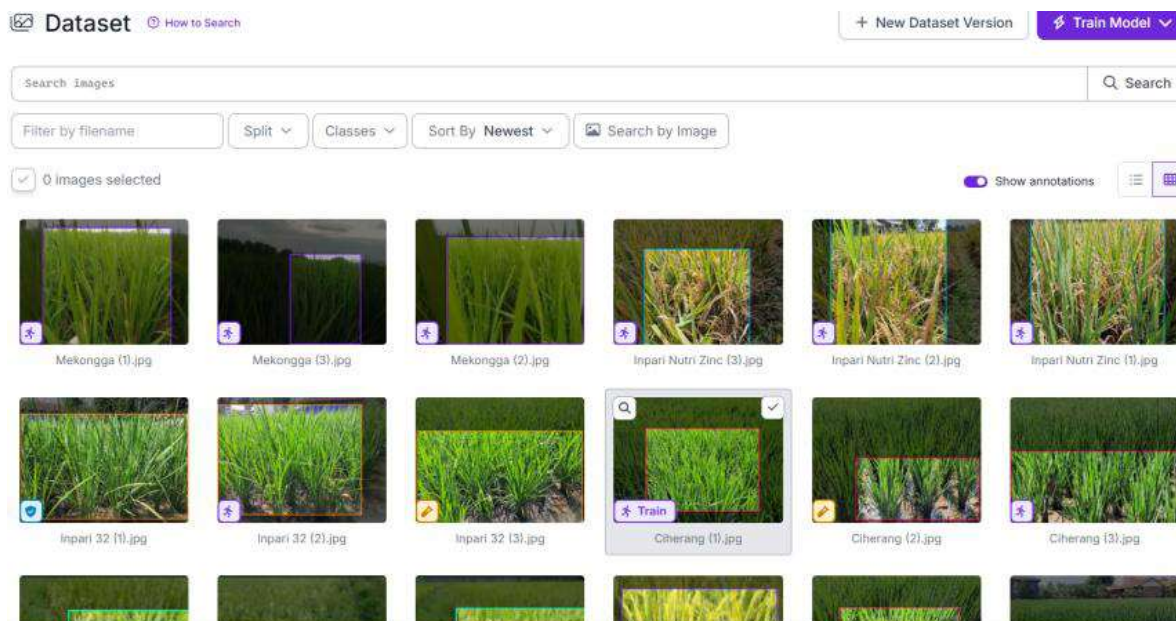 Dataset How to Search
+ New Dataset Version
Train Model
Search images
Search
Filter by filename
Split
Classes
Sort By Newest
Search by Image
0 images selected
Show annotations
Mekongga (1).jpg
Mekongga (3).jpg
Mekongga (2).jpg
Inpari Nutri Zinc (3).jpg
Inpari Nutri Zinc (2).jpg
Inpari Nutri Zinc (1).jpg
Train
Inpari 32 (1).jpg
Inpari 32 (2).jpg
Inpari 32 (3).jpg
Ciherang (1).jpg
Ciherang (2).jpg
Ciherang (3).jpg